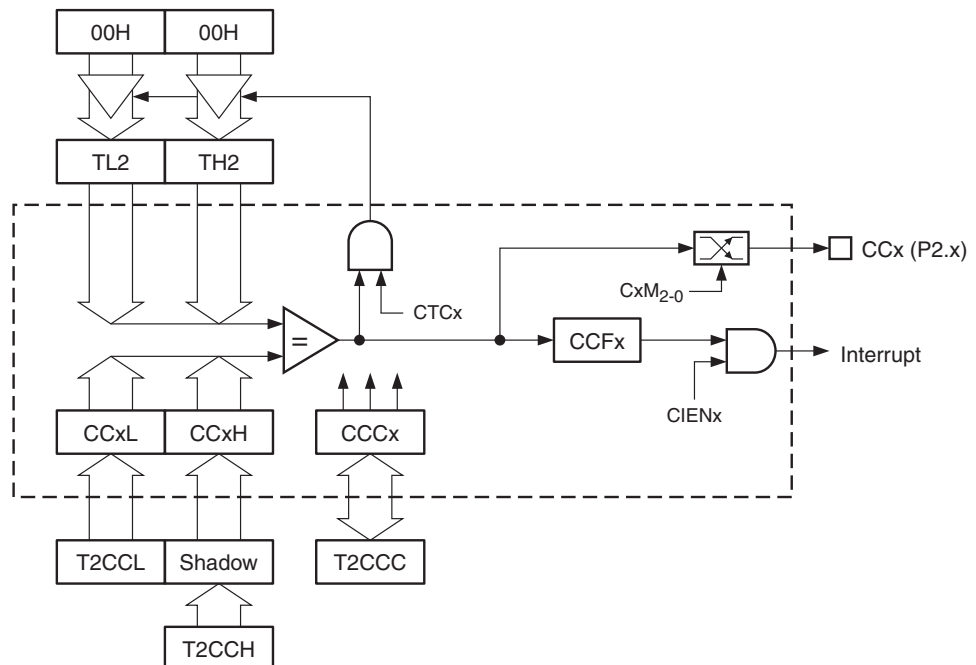 00H 00H
TL2 TH2
CCx (P2.x)
CxM2-0
CTCx
=
CCFx
Interrupt
CIENx
CCxL CCxH CCCx
T2CCL Shadow T2CCC
T2CCH